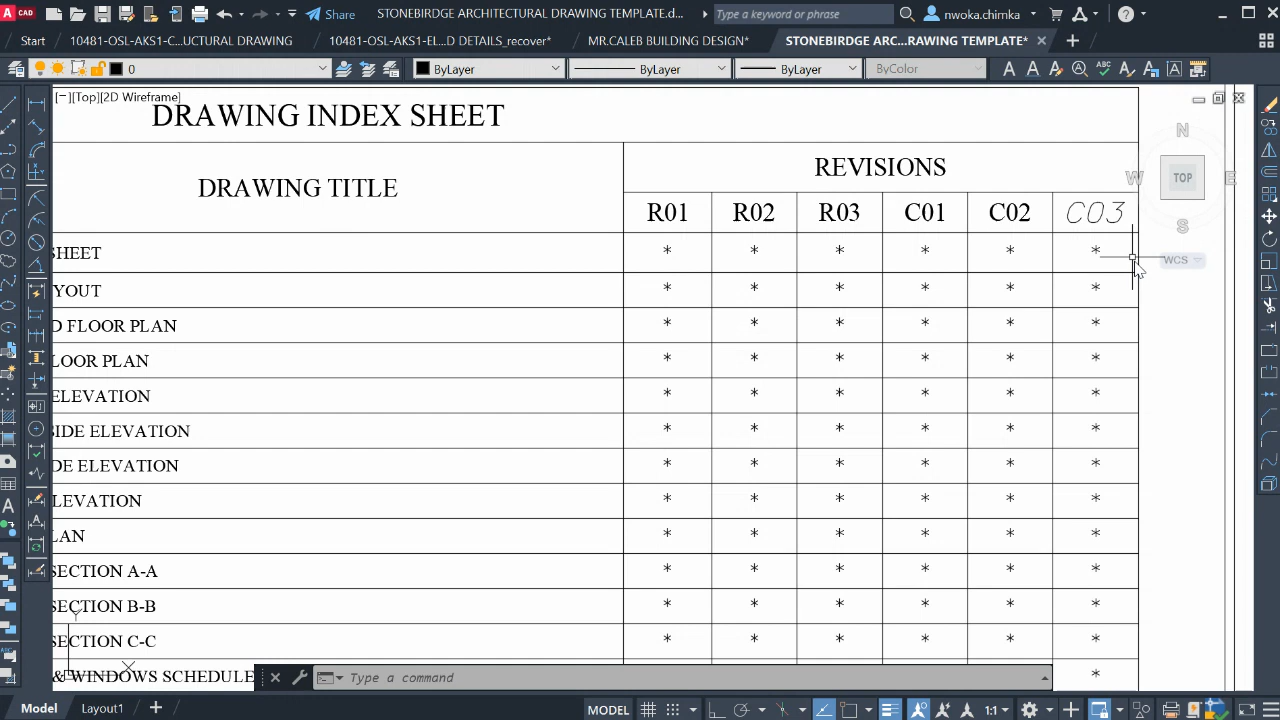 CAD
Share
STONEBIRDGE ARCHITECTURAL DRAWING TEMPLATE.d...
Type a keyword or phrase
nwoka.chimka
Start
10481-OSL-AKS1-C...UCTURAL DRAWING
10481-OSL-AKS1-EL...D DETAILS_recover*
MR.CALEB BUILDING DESIGN*
STONEBIRDGE ARC...RAWING TEMPLATE*
0
ByLayer
ByLayer
ByLayer
ByColor
[−][Top][2D Wireframe]
DRAWING INDEX SHEET
DRAWING TITLE
REVISIONS
R01 R02 R03 C01 C02 C03
SHEET * * * * * *
YOUT * * * * * *
D FLOOR PLAN * * * * * *
LOOR PLAN * * * * * *
ELEVATION * * * * * *
SIDE ELEVATION * * * * * *
DE ELEVATION * * * * * *
LEVATION * * * * * *
LAN * * * * * *
SECTION A-A * * * * * *
SECTION B-B * * * * * *
SECTION C-C * * * * * *
& WINDOWS SCHEDULE *
N
W TOP E
S
WCS
Y
X
Type a command
Model
Layout1
MODEL
1:1